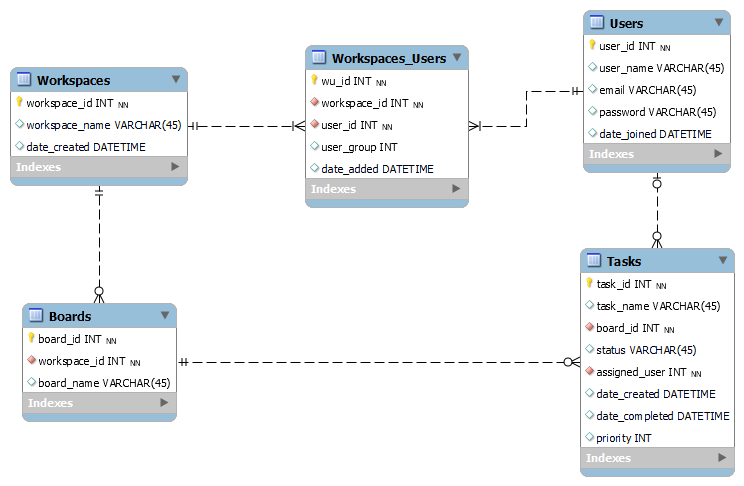 Workspaces
workspace_id INT NN
workspace_name VARCHAR(45)
date_created DATETIME
Indexes
Workspaces_Users
wu_id INT NN
workspace_id INT NN
user_id INT NN
user_group INT
date_added DATETIME
Indexes
Users
user_id INT NN
user_name VARCHAR(45)
email VARCHAR(45)
password VARCHAR(45)
date_joined DATETIME
Indexes
Boards
board_id INT NN
workspace_id INT NN
board_name VARCHAR(45)
Indexes
Tasks
task_id INT NN
task_name VARCHAR(45)
board_id INT NN
status VARCHAR(45)
assigned_user INT NN
date_created DATETIME
date_completed DATETIME
priority INT
Indexes